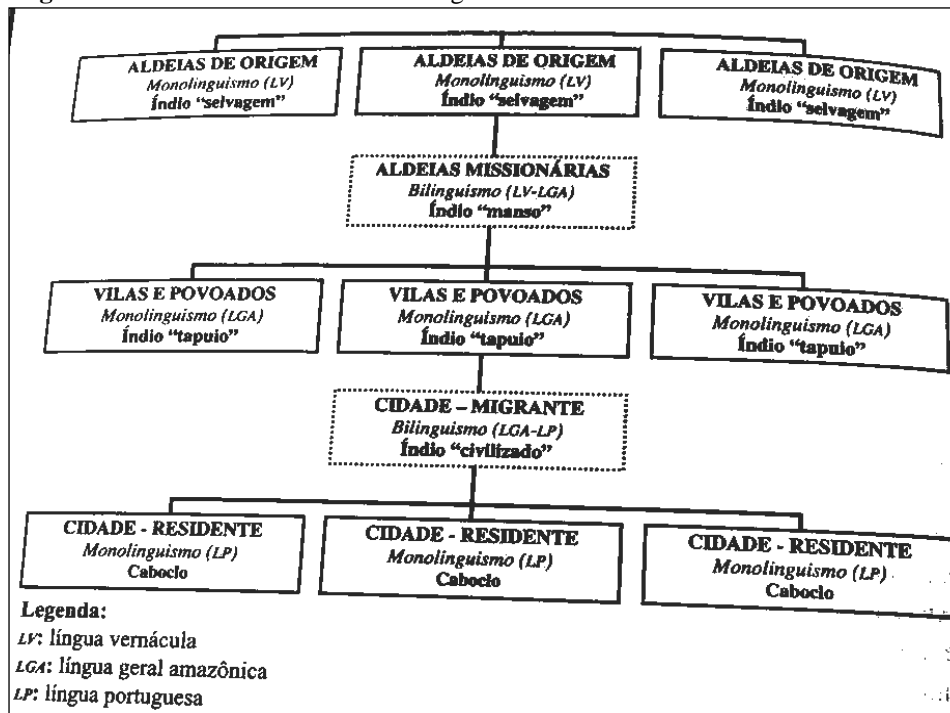 ALDEIAS DE ORIGEM
Monolinguismo (LV)
Índio "selvagem"
ALDEIAS DE ORIGEM
Monolinguismo (LV)
Índio "selvagem"
ALDEIAS DE ORIGEM
Monolinguismo (LV)
Índio "selvagem"
ALDEIAS MISSIONÁRIAS
Bilinguismo (LV-LGA)
Índio "manso"
VILAS E POVOADOS
Monolinguismo (LGA)
Índio "tapuio"
VILAS E POVOADOS
Monolinguismo (LGA)
Índio "tapuio"
VILAS E POVOADOS
Monolinguismo (LGA)
Índio "tapuio"
CIDADE – MIGRANTE
Bilinguismo (LGA-LP)
Índio "civilizado"
CIDADE - RESIDENTE
Monolinguismo (LP)
Caboclo
CIDADE - RESIDENTE
Monolinguismo (LP)
Caboclo
CIDADE - RESIDENTE
Monolinguismo (LP)
Caboclo
Legenda:
LV: língua vernácula
LGA: língua geral amazônica
LP: língua portuguesa